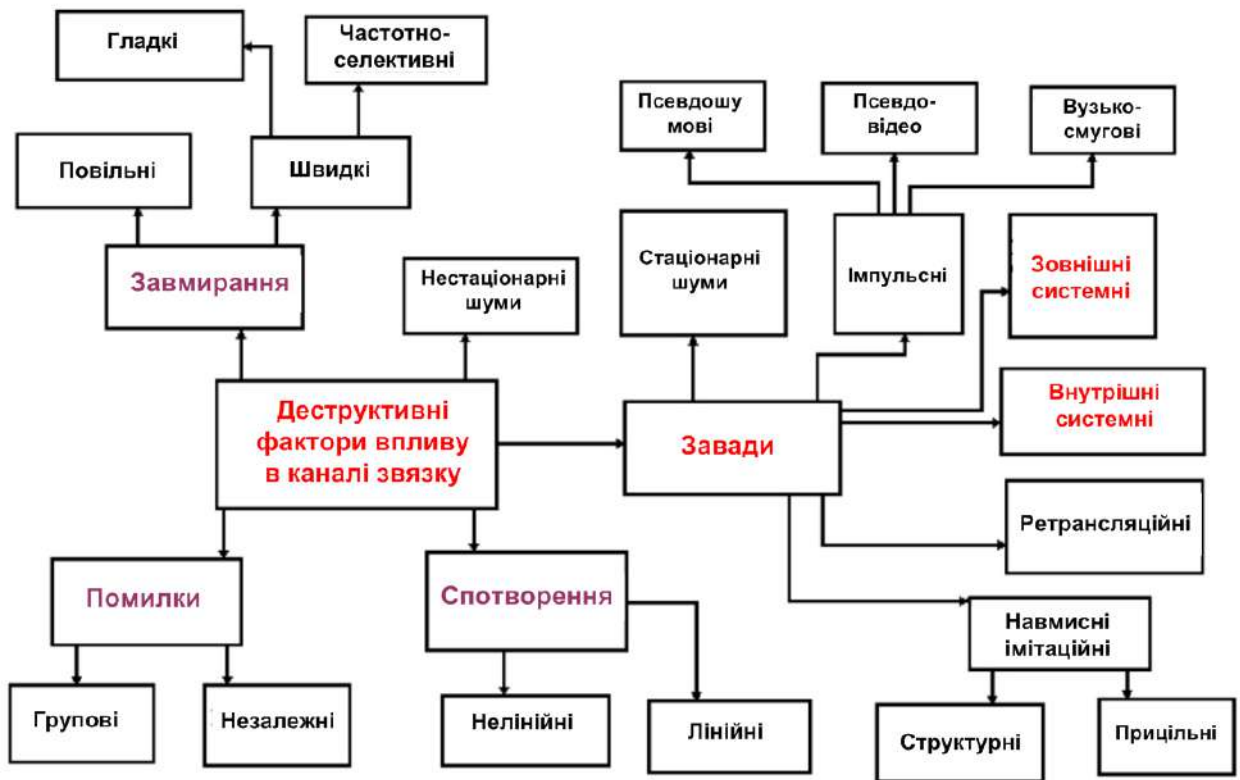 Гладкі
Частотно-
селективні
Псевдошу
мові
Псевдо-
відео
Вузько-
смугові
Повільні
Швидкі
Завмирання
Нестаціонарні
шуми
Стаціонарні
шуми
Імпульсні
Зовнішні
системні
Деструктивні
фактори впливу
в каналі звязку
Завади
Внутрішні
системні
Ретрансляційні
Помилки
Спотворення
Навмисні
імітаційні
Групові
Незалежні
Нелінійні
Лінійні
Структурні
Прицільні